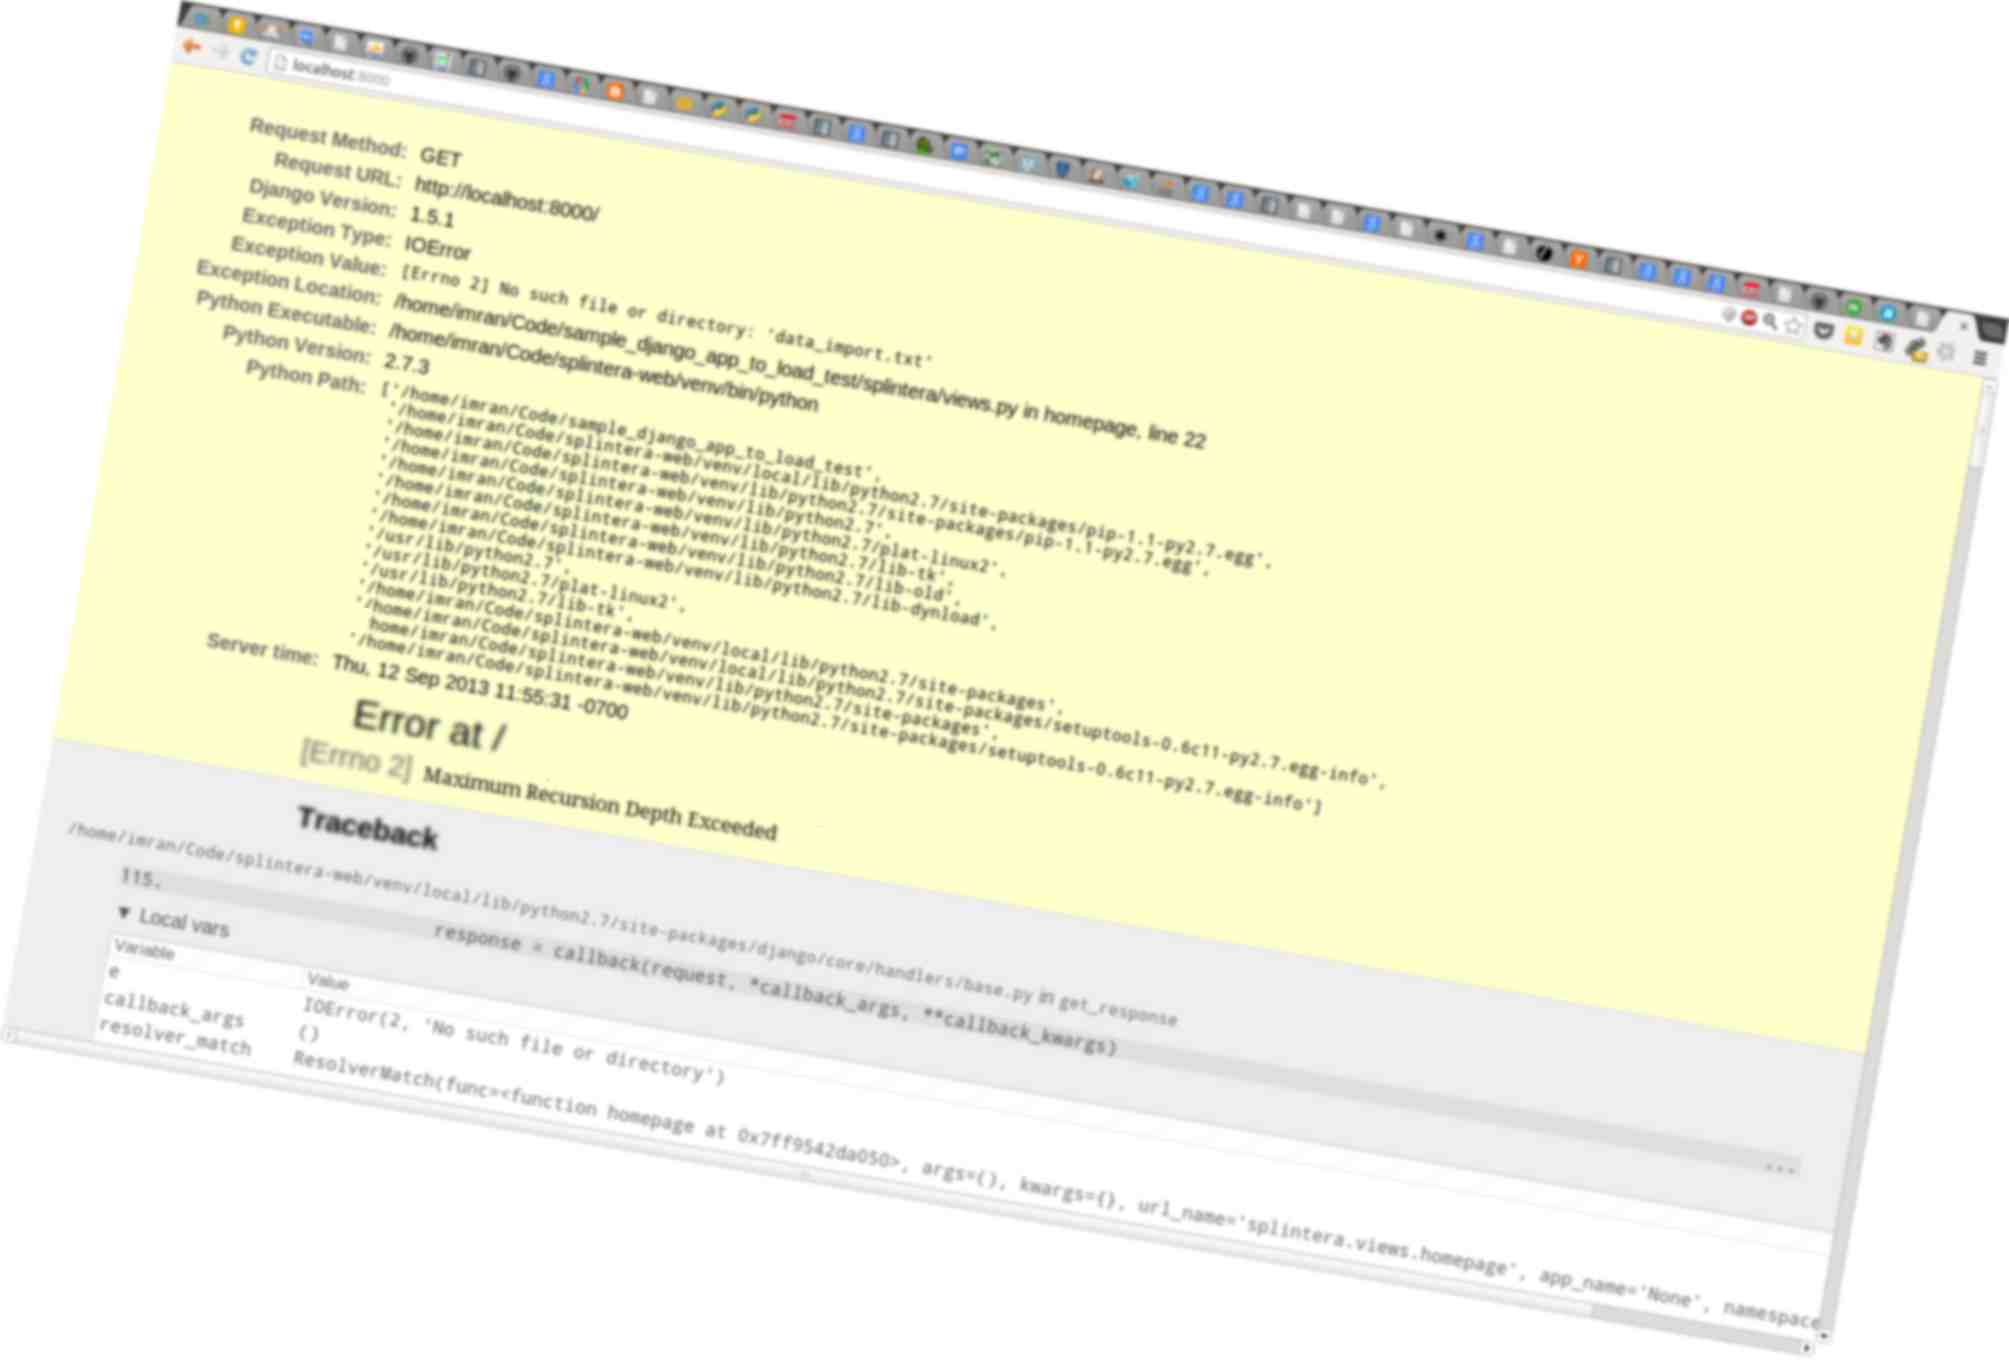 localhost:8000
Request Method: GET
Request URL: http://localhost:8000/
Django Version: 1.5.1
Exception Type: IOError
Exception Value: [Errno 2] No such file or directory: 'data_import.txt'
Exception Location: /home/imran/Code/sample_django_app_to_load_test/splintera/views.py in homepage, line 22
Python Executable: /home/imran/Code/splintera-web/venv/bin/python
Python Version: 2.7.3
Python Path: ['/home/imran/Code/sample_django_app_to_load_test',
'/home/imran/Code/splintera-web/venv/local/lib/python2.7/site-packages/pip-1.1-py2.7.egg',
'/home/imran/Code/splintera-web/venv/lib/python2.7/site-packages/pip-1.1-py2.7.egg',
'/home/imran/Code/splintera-web/venv/lib/python2.7',
'/home/imran/Code/splintera-web/venv/lib/python2.7/plat-linux2',
'/home/imran/Code/splintera-web/venv/lib/python2.7/lib-tk',
'/home/imran/Code/splintera-web/venv/lib/python2.7/lib-old',
'/home/imran/Code/splintera-web/venv/lib/python2.7/lib-dynload',
'/usr/lib/python2.7',
'/usr/lib/python2.7/plat-linux2',
'/usr/lib/python2.7/lib-tk',
'/home/imran/Code/splintera-web/venv/local/lib/python2.7/site-packages',
'/home/imran/Code/splintera-web/venv/local/lib/python2.7/site-packages/setuptools-0.6c11-py2.7.egg-info',
home/imran/Code/splintera-web/venv/lib/python2.7/site-packages',
'/home/imran/Code/splintera-web/venv/lib/python2.7/site-packages/setuptools-0.6c11-py2.7.egg-info']
Server time: Thu, 12 Sep 2013 11:55:31 -0700
Error at /
[Errno 2] Maximum Recursion Depth Exceeded
Traceback
/home/imran/Code/splintera-web/venv/local/lib/python2.7/site-packages/django/core/handlers/base.py in get_response
115. response = callback(request, *callback_args, **callback_kwargs) ...
▼ Local vars
Variable Value
e IOError(2, 'No such file or directory')
callback_args ()
resolver_match ResolverMatch(func=<function homepage at 0x7ff9542da050>, args=(), kwargs={}, url_name='splintera.views.homepage', app_name='None', namespace